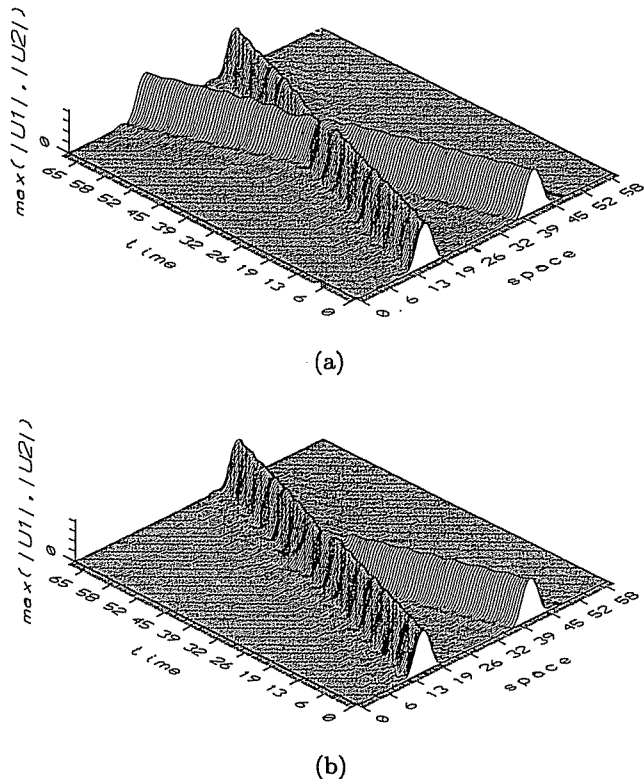 max(|U1|,|U2|)
0
65 58 52 45 39 32 26 19 13 6 0
time
0 6 13 19 26 32 39 45 52 58
space
(a)
max(|U1|,|U2|)
0
65 58 52 45 39 32 26 19 13 6 0
time
0 6 13 19 26 32 39 45 52 58
space
(b)